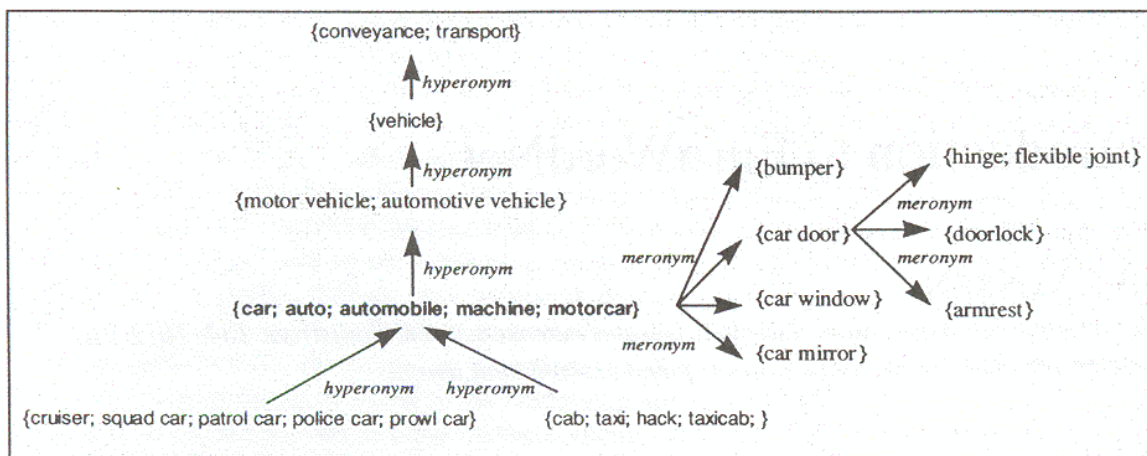 {conveyance; transport}
hyperonym
{vehicle}
hyperonym
{motor vehicle; automotive vehicle}
hyperonym
{car; auto; automobile; machine; motorcar}
hyperonym
hyperonym
{cruiser; squad car; patrol car; police car; prowl car}
{cab; taxi; hack; taxicab; }
meronym
meronym
{bumper}
{car door}
{car window}
{car mirror}
meronym
meronym
{hinge; flexible joint}
{doorlock}
{armrest}